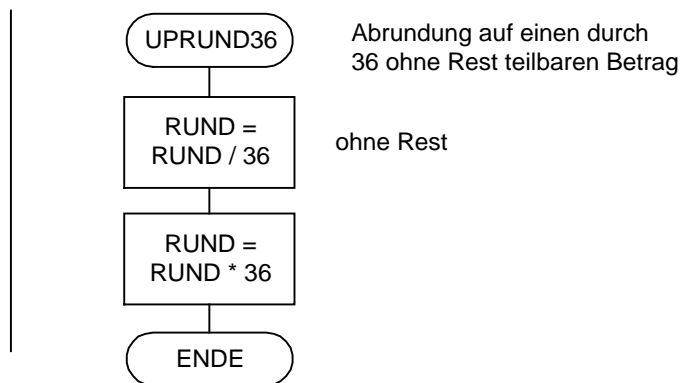 UPRUND36
Abrundung auf einen durch
36 ohne Rest teilbaren Betrag
RUND =
RUND / 36
ohne Rest
RUND =
RUND * 36
ENDE